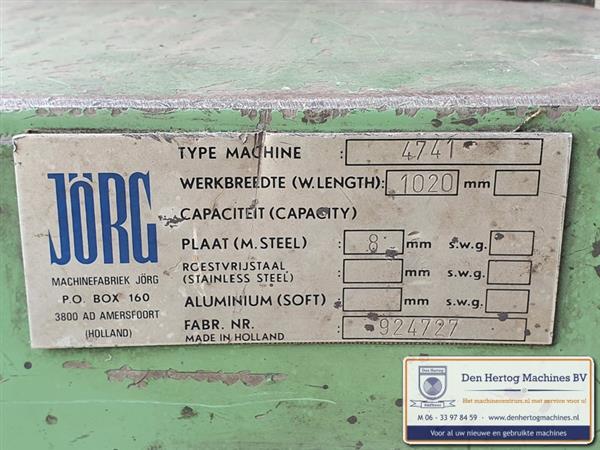 JÖRG
MACHINEFABRIEK JÖRG
P.O. BOX 160
3800 AD AMERSFOORT
(HOLLAND)
TYPE MACHINE : 4741
WERKBREEDTE (W.LENGTH): 1020 mm
CAPACITEIT (CAPACITY)
PLAAT (M. STEEL) : 8 mm s.w.g.
ROESTVRIJSTAAL
(STAINLESS STEEL) : mm s.w.g.
ALUMINIUM (SOFT) : mm s.w.g.
FABR. NR. : 924727
MADE IN HOLLAND
Den Hertog Machines BV
Het machinecentrum.nl met service voor u!
M 06 - 33 97 84 59 - www.denhertogmachines.nl
Voor al uw nieuwe en gebruikte machines